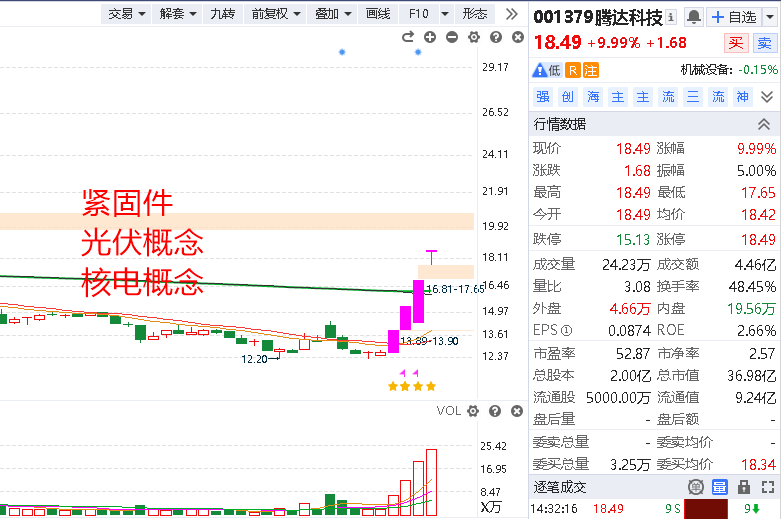 交易 解套 九转 前复权 叠加 画线 F10 形态
001379 腾达科技
自选
18.49 +9.99% +1.68
买 卖
低 R 注 机械设备: -0.15%
强 创 海 主 主 流 三 流 神
行情数据
现价 18.49 涨幅 9.99%
涨跌 1.68 振幅 5.00%
最高 18.49 最低 17.65
今开 18.49 均价 18.42
跌停 15.13 涨停 18.49
成交量 24.23万 成交额 4.46亿
量比 3.08 换手率 48.45%
外盘 4.66万 内盘 19.56万
EPS① 0.0874 ROE 2.66%
市盈率 52.87 市净率 2.57
总股本 2.00亿 总市值 36.98亿
流通股 5000.00万 流通值 9.24亿
盘后量 - 盘后额 -
委卖总量 - 委卖均价 -
委买总量 3.25万 委买均价 18.34
逐笔成交 量
14:32:16 18.49 9 S 9
29.17
26.52
24.11
21.91
19.92
18.11
16.46
14.97
13.61
12.37
紧固件
光伏概念
核电概念
16.81-17.65
13.89-13.90
12.20
VOL
25.42
16.95
8.47
X万